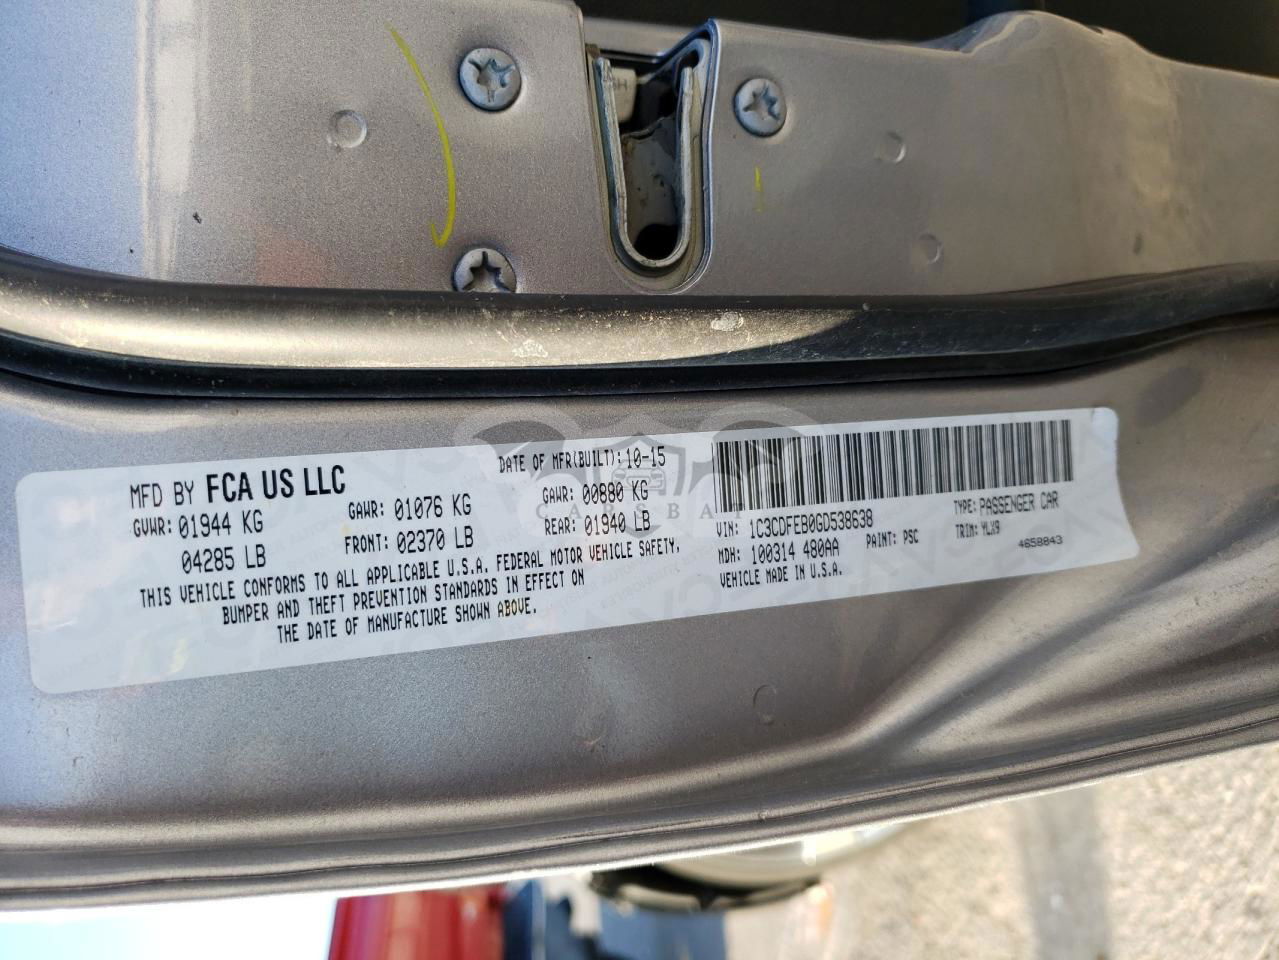 MFD BY FCA US LLC
DATE OF MFR(BUILT): 10-15
GVWR: 01944 KG
GAWR: 01076 KG
GAWR: 00880 KG
04285 LB
FRONT: 02370 LB
REAR: 01940 LB
THIS VEHICLE CONFORMS TO ALL APPLICABLE U.S.A. FEDERAL MOTOR VEHICLE SAFETY,
BUMPER AND THEFT PREVENTION STANDARDS IN EFFECT ON
THE DATE OF MANUFACTURE SHOWN ABOVE.
VIN: 1C3CDFEB0GD538638
TYPE: PASSENGER CAR
MDH: 100314 480AA
PAINT: PSC
TRIM: YLX9
VEHICLE MADE IN U.S.A.
4658843
CARSBAT